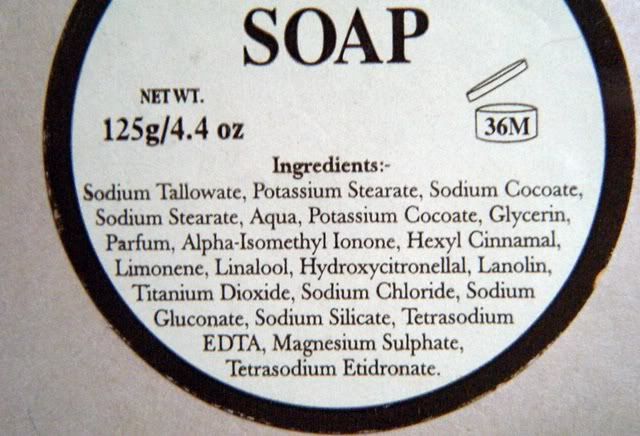 SOAP
NET WT.
125g/4.4 oz
36M
Ingredients:-
Sodium Tallowate, Potassium Stearate, Sodium Cocoate,
Sodium Stearate, Aqua, Potassium Cocoate, Glycerin,
Parfum, Alpha-Isomethyl Ionone, Hexyl Cinnamal,
Limonene, Linalool, Hydroxycitronellal, Lanolin,
Titanium Dioxide, Sodium Chloride, Sodium
Gluconate, Sodium Silicate, Tetrasodium
EDTA, Magnesium Sulphate,
Tetrasodium Etidronate.